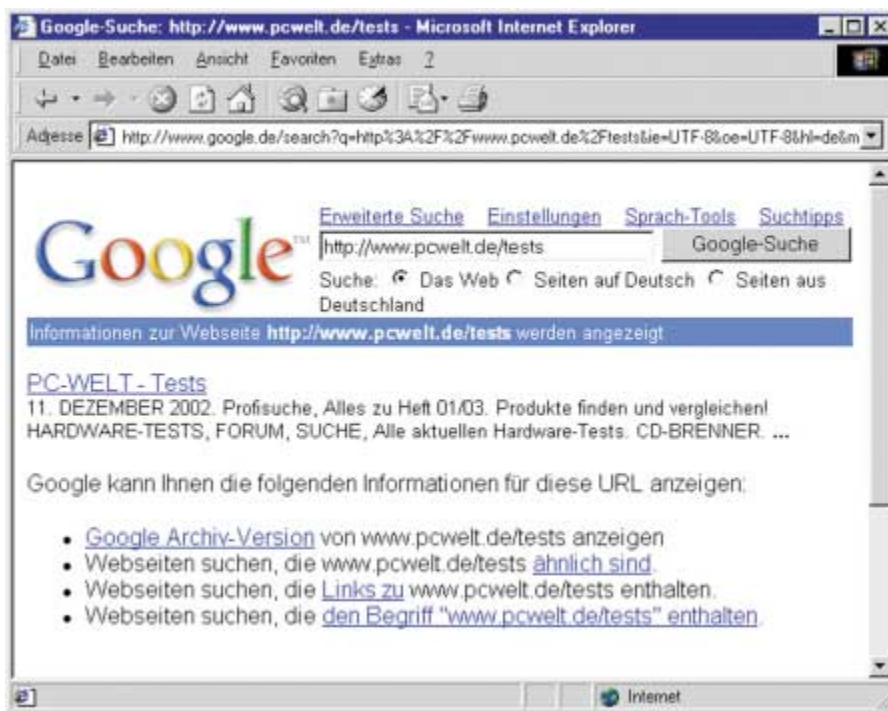 Google-Suche: http://www.pcwelt.de/tests - Microsoft Internet Explorer
Datei Bearbeiten Ansicht Favoriten Extras ?
Adresse http://www.google.de/search?q=http%3A%2F%2Fwww.pcwelt.de%2Ftests&ie=UTF-8&oe=UTF-8&hl=de&m
Erweiterte Suche Einstellungen Sprach-Tools Suchtipps
Google™ http://www.pcwelt.de/tests Google-Suche
Suche: Das Web Seiten auf Deutsch Seiten aus
Deutschland
Informationen zur Webseite http://www.pcwelt.de/tests werden angezeigt
PC-WELT - Tests
11. DEZEMBER 2002. Profisuche, Alles zu Heft 01/03. Produkte finden und vergleichen!
HARDWARE-TESTS, FORUM, SUCHE, Alle aktuellen Hardware-Tests. CD-BRENNER. ...
Google kann Ihnen die folgenden Informationen für diese URL anzeigen:
• Google Archiv-Version von www.pcwelt.de/tests anzeigen
• Webseiten suchen, die www.pcwelt.de/tests ähnlich sind.
• Webseiten suchen, die Links zu www.pcwelt.de/tests enthalten.
• Webseiten suchen, die den Begriff "www.pcwelt.de/tests" enthalten.
Internet